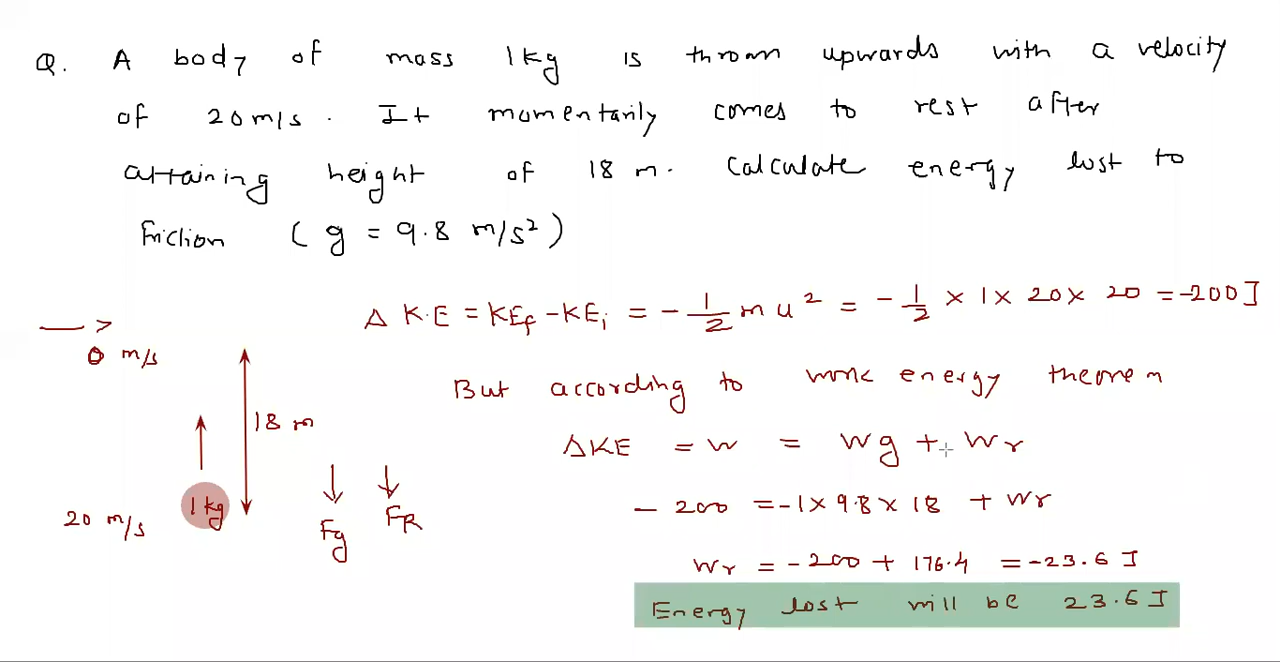 Q. A body of mass 1kg is thrown upwards with a velocity
of 20m/s. It momentarily comes to rest after
attaining height of 18 m. Calculate energy lost to
friction (g = 9.8 m/s²)
Δ K.E = KEf - KEi = - 1/2 m u² = - 1/2 × 1 × 20 × 20 = -200 J
0 m/s
But according to work energy theorem
18 m
ΔKE = W = Wg + Wr
- 200 = - 1 × 9.8 × 18 + Wr
1kg
20 m/s
Fg FR
Wr = - 200 + 176.4 = -23.6 J
Energy lost will be 23.6 J